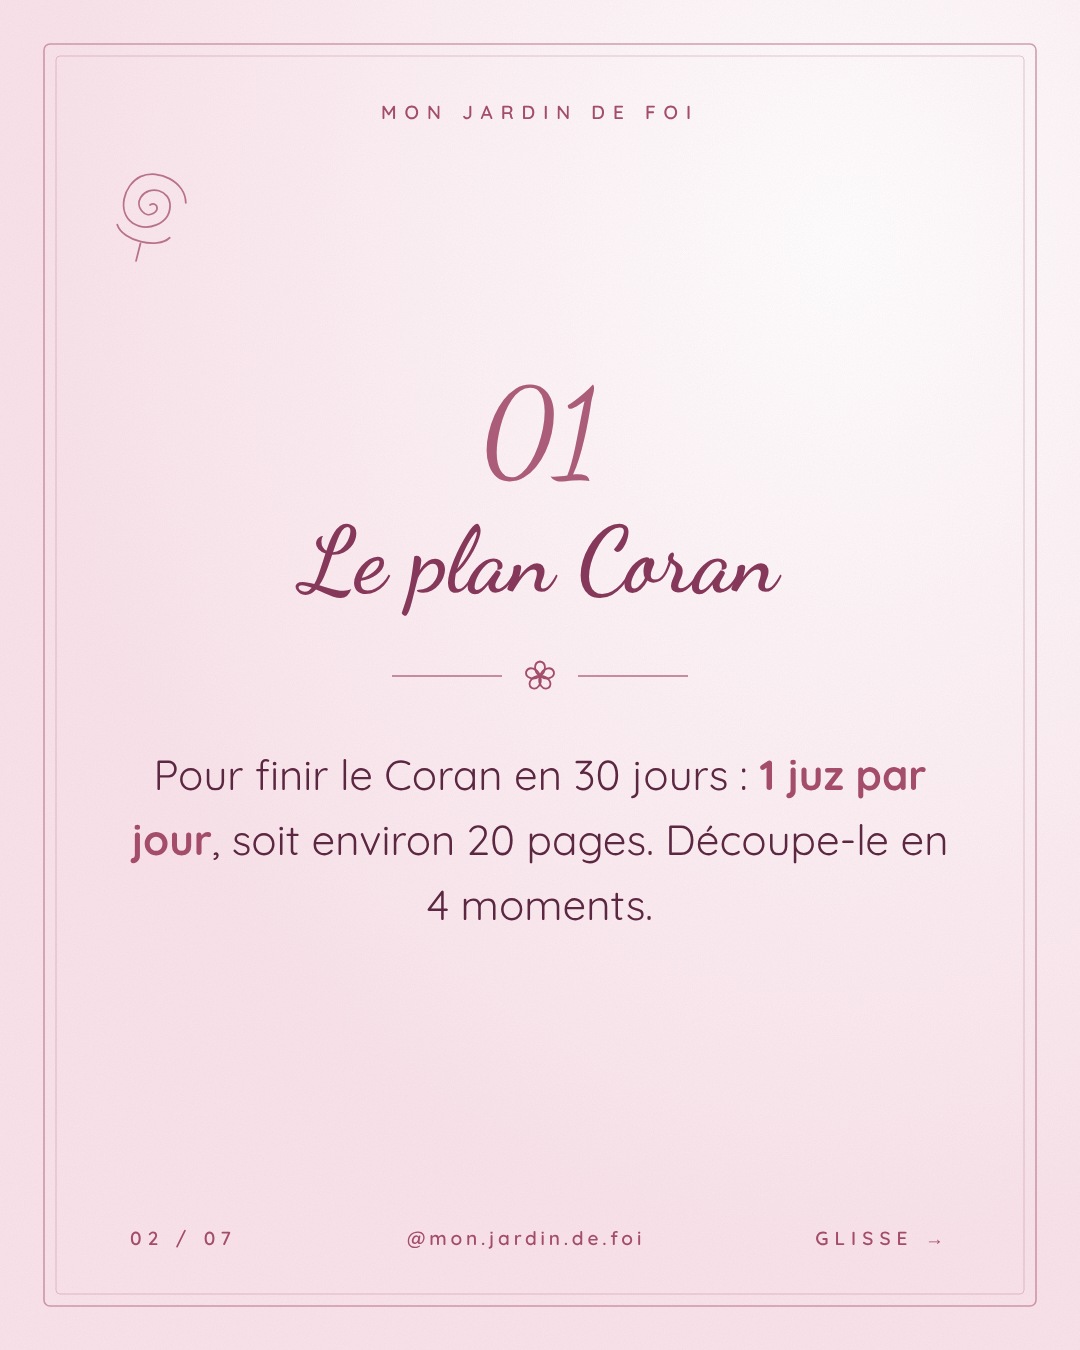 MON JARDIN DE FOI
01
Le plan Coran
Pour finir le Coran en 30 jours : 1 juz par
jour, soit environ 20 pages. Découpe-le en
4 moments.
02 / 07
@mon.jardin.de.foi
GLISSE →